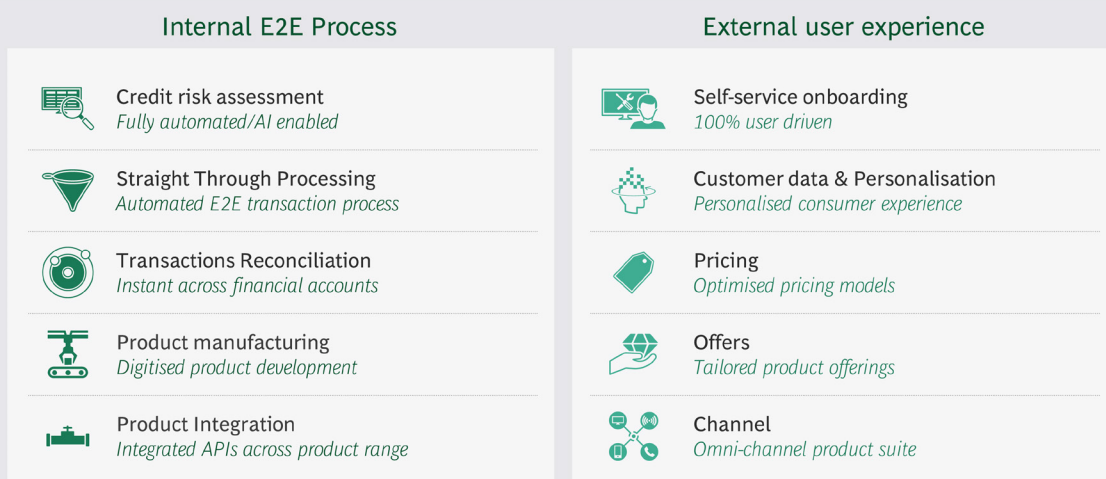 Internal E2E Process
Credit risk assessment
Fully automated/AI enabled
Straight Through Processing
Automated E2E transaction process
Transactions Reconciliation
Instant across financial accounts
Product manufacturing
Digitised product development
Product Integration
Integrated APIs across product range
External user experience
Self-service onboarding
100% user driven
Customer data & Personalisation
Personalised consumer experience
Pricing
Optimised pricing models
Offers
Tailored product offerings
Channel
Omni-channel product suite